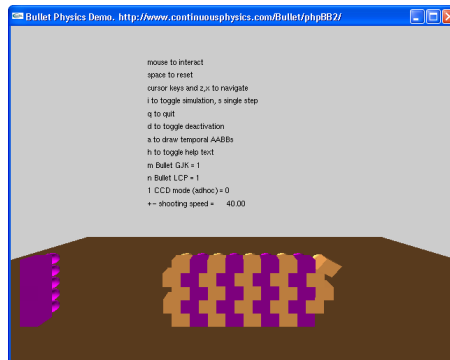 Bullet Physics Demo. http://www.continuousphysics.com/Bullet/phpBB2/
mouse to interact
space to reset
cursor keys and z,x to navigate
i to toggle simulation, s single step
q to quit
d to toggle deactivation
a to draw temporal AABBs
h to toggle help text
m Bullet GJK = 1
n Bullet LCP = 1
1 CCD mode (adhoc) = 0
+- shooting speed = 40.00